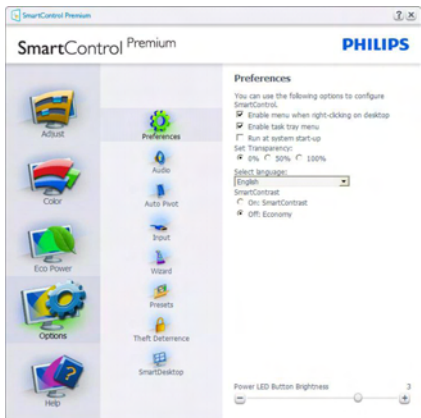 SmartControl Premium
SmartControl Premium
PHILIPS
Adjust
Color
Eco Power
Options
Help
Preferences
Audio
Auto Pivot
Input
Wizard
Presets
Theft Deterrence
SmartDesktop
Preferences
You can use the following options to configure
SmartControl.
Enable menu when right-clicking on desktop
Enable task tray menu
Run at system start-up
Set Transparency:
0% 50% 100%
Select language:
English
SmartContrast
On: SmartContrast
Off: Economy
Power LED Button Brightness 3